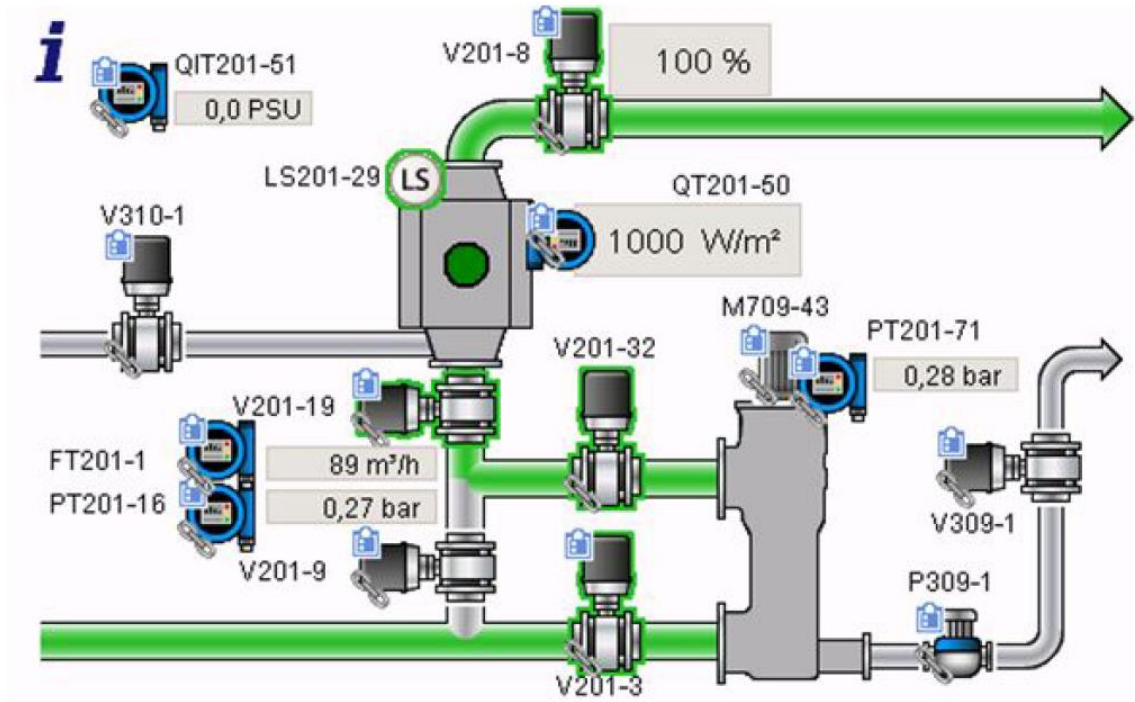 i
QIT201-51
0,0 PSU
V201-8
100 %
LS201-29
LS
QT201-50
1000 W/m²
V310-1
M709-43
PT201-71
0,28 bar
V201-32
V201-19
FT201-1
89 m³/h
PT201-16
0,27 bar
V201-9
V309-1
P309-1
V201-3